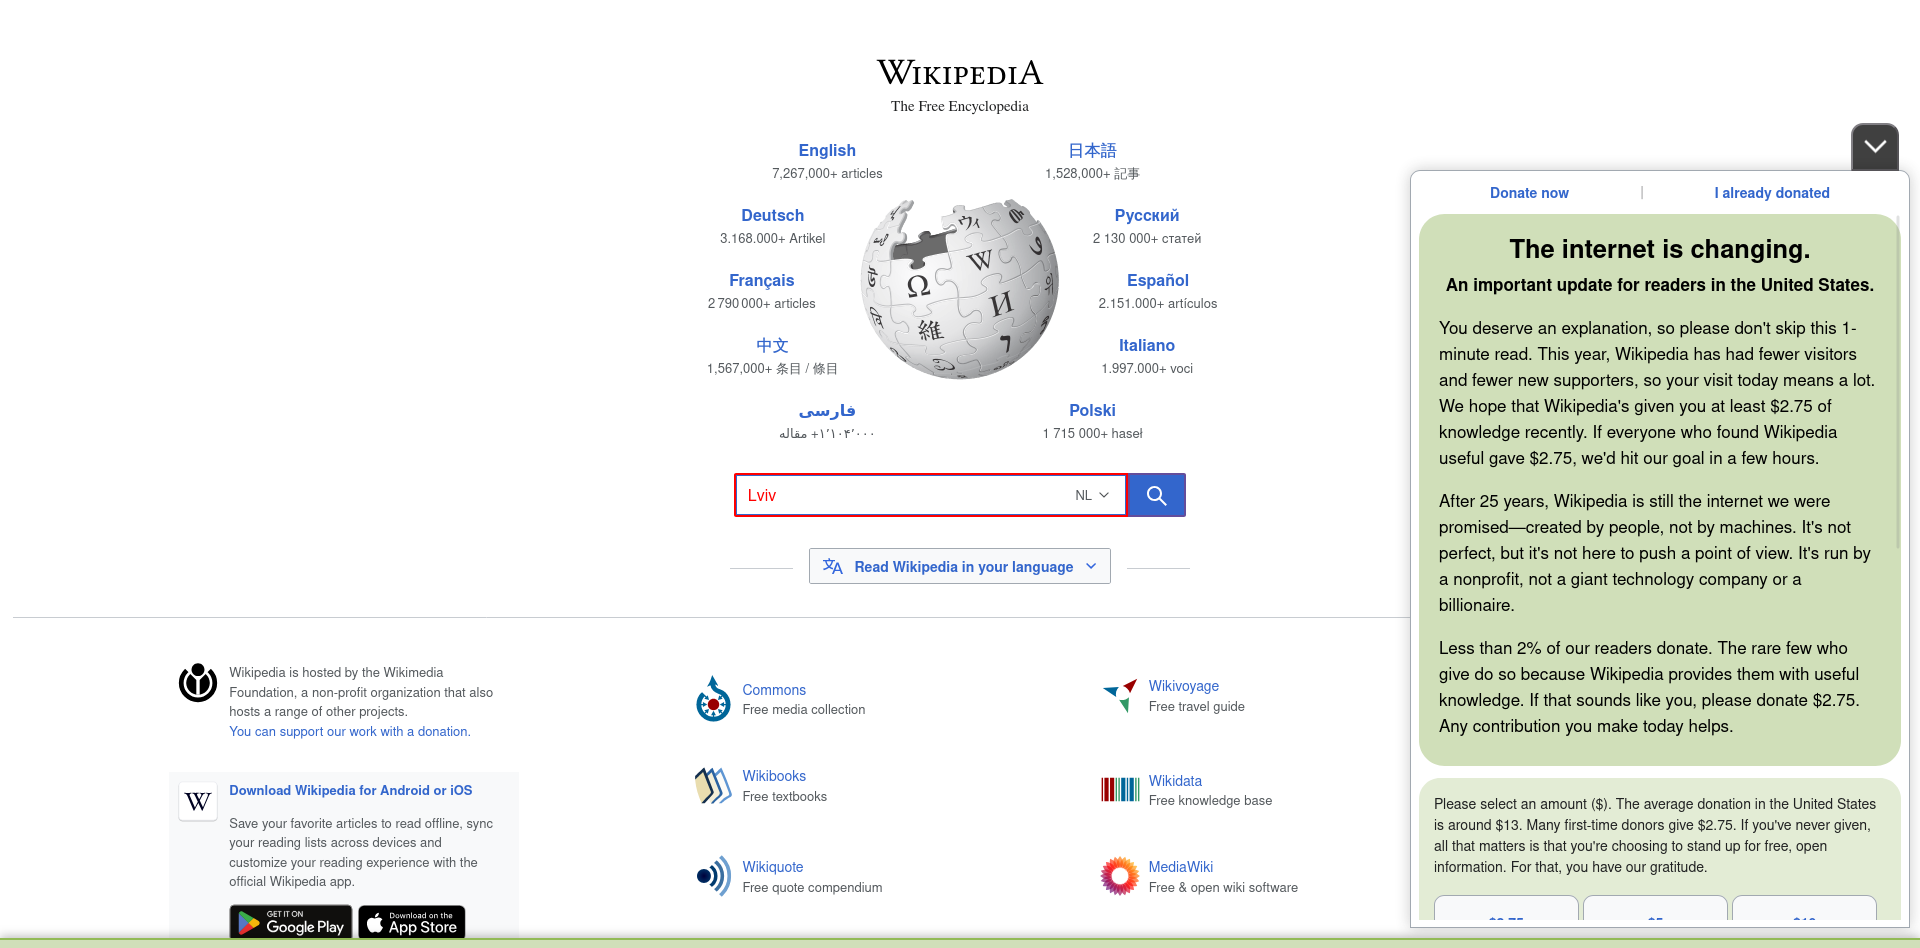 WIKIPEDIA
The Free Encyclopedia
English
7,267,000+ articles
日本語
1,528,000+ 記事
Deutsch
3.168.000+ Artikel
Русский
2 130 000+ статей
Français
2 790 000+ articles
Español
2.151.000+ artículos
中文
1,567,000+ 条目 / 條目
Italiano
1.997.000+ voci
فارسی
۱٬۱۰۴٬۰۰۰+ مقاله
Polski
1 715 000+ haseł
Lviv
NL
Read Wikipedia in your language
Wikipedia is hosted by the Wikimedia
Foundation, a non-profit organization that also
hosts a range of other projects.
You can support our work with a donation.
Download Wikipedia for Android or iOS
Save your favorite articles to read offline, sync
your reading lists across devices and
customize your reading experience with the
official Wikipedia app.
GET IT ON
Google Play
Download on the
App Store
Commons
Free media collection
Wikivoyage
Free travel guide
Wikibooks
Free textbooks
Wikidata
Free knowledge base
Wikiquote
Free quote compendium
MediaWiki
Free & open wiki software
Donate now
I already donated
The internet is changing.
An important update for readers in the United States.
You deserve an explanation, so please don't skip this 1-
minute read. This year, Wikipedia has had fewer visitors
and fewer new supporters, so your visit today means a lot.
We hope that Wikipedia's given you at least $2.75 of
knowledge recently. If everyone who found Wikipedia
useful gave $2.75, we'd hit our goal in a few hours.
After 25 years, Wikipedia is still the internet we were
promised—created by people, not by machines. It's not
perfect, but it's not here to push a point of view. It's run by
a nonprofit, not a giant technology company or a
billionaire.
Less than 2% of our readers donate. The rare few who
give do so because Wikipedia provides them with useful
knowledge. If that sounds like you, please donate $2.75.
Any contribution you make today helps.
Please select an amount ($). The average donation in the United States
is around $13. Many first-time donors give $2.75. If you've never given,
all that matters is that you're choosing to stand up for free, open
information. For that, you have our gratitude.